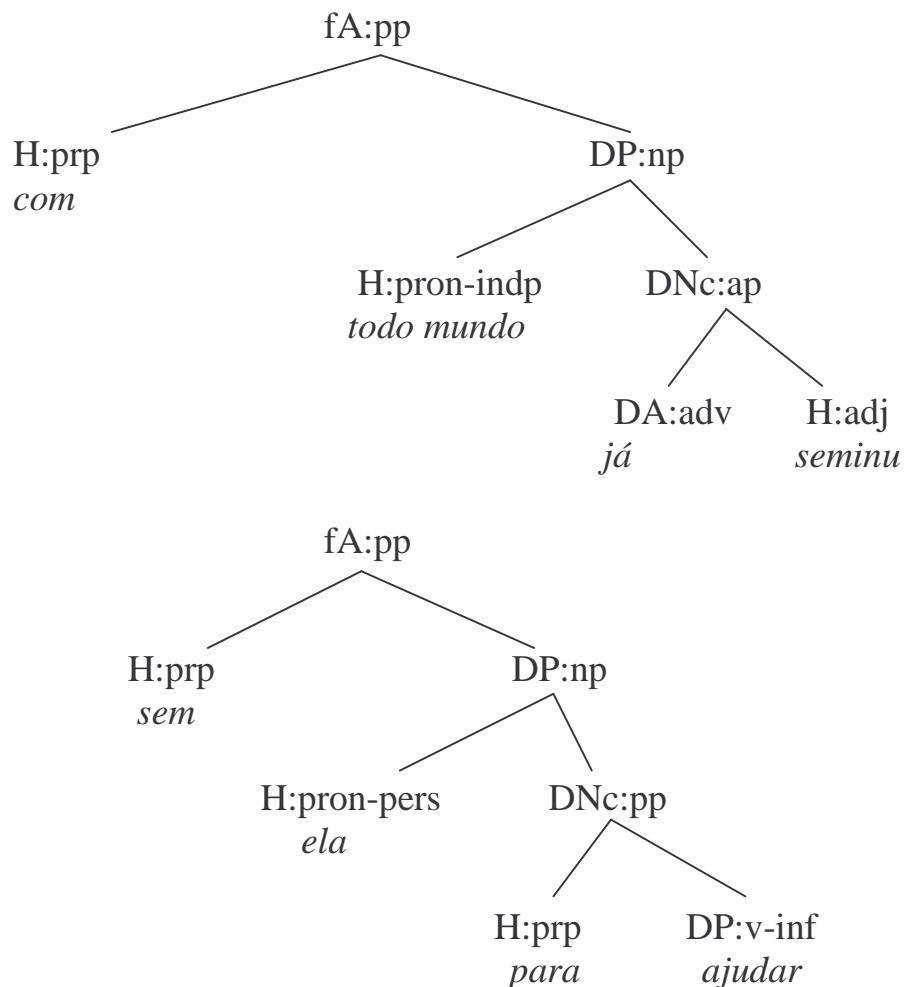 fA:pp
H:prp DP:np
com
H:pron-indp DNc:ap
todo mundo
DA:adv H:adj
já seminu
fA:pp
H:prp DP:np
sem
H:pron-pers DNc:pp
ela
H:prp DP:v-inf
para ajudar